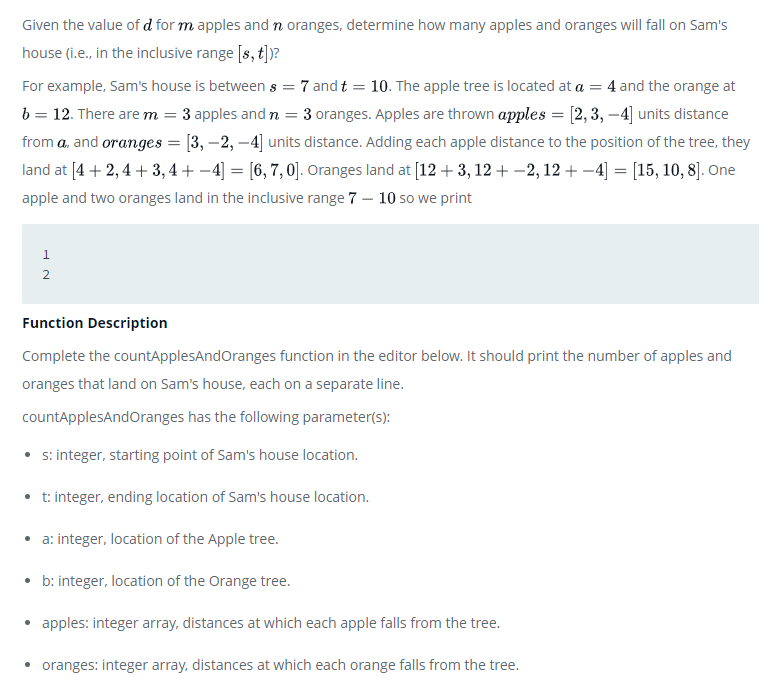 Given the value of d for m apples and n oranges, determine how many apples and oranges will fall on Sam's
house (i.e., in the inclusive range [s, t])?
For example, Sam's house is between s = 7 and t = 10. The apple tree is located at a = 4 and the orange at
b = 12. There are m = 3 apples and n = 3 oranges. Apples are thrown apples = [2, 3, −4] units distance
from a, and oranges = [3, −2, −4] units distance. Adding each apple distance to the position of the tree, they
land at [4 + 2, 4 + 3, 4 + −4] = [6, 7, 0]. Oranges land at [12 + 3, 12 + −2, 12 + −4] = [15, 10, 8]. One
apple and two oranges land in the inclusive range 7 − 10 so we print
1
2
Function Description
Complete the countApplesAndOranges function in the editor below. It should print the number of apples and
oranges that land on Sam's house, each on a separate line.
countApplesAndOranges has the following parameter(s):
• s: integer, starting point of Sam's house location.
• t: integer, ending location of Sam's house location.
• a: integer, location of the Apple tree.
• b: integer, location of the Orange tree.
• apples: integer array, distances at which each apple falls from the tree.
• oranges: integer array, distances at which each orange falls from the tree.